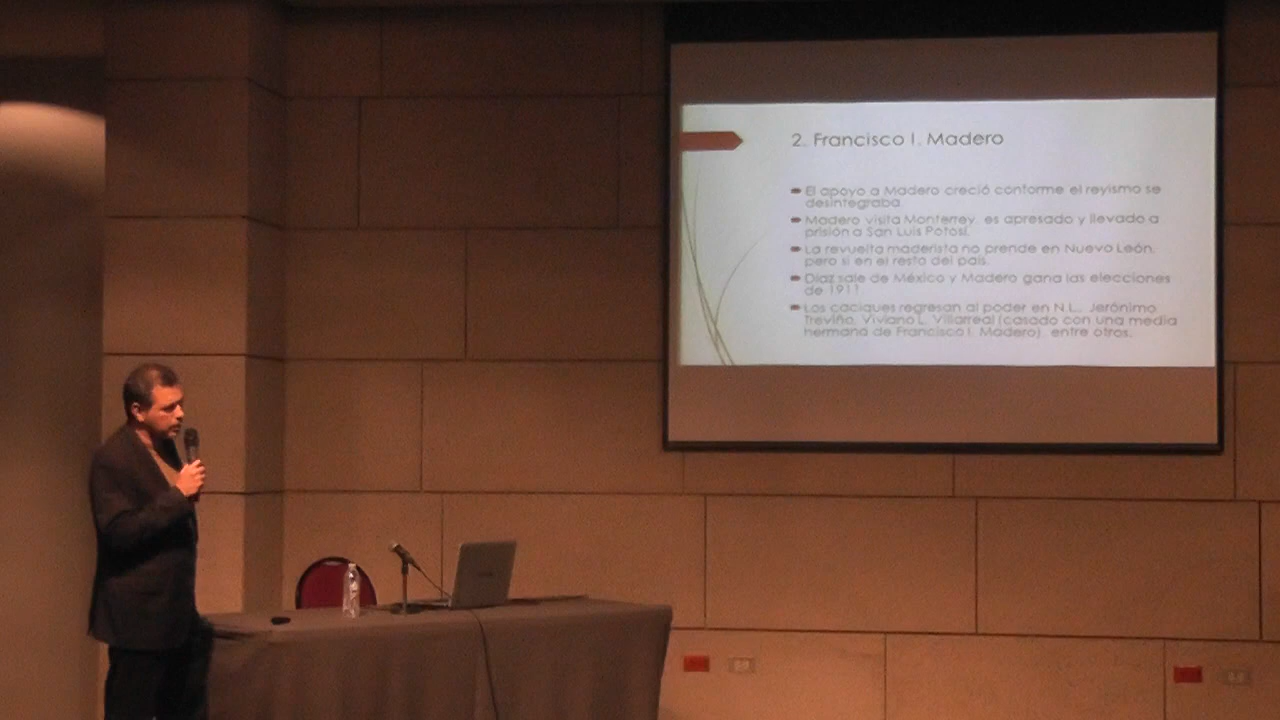 2. Francisco I. Madero
El apoyo a Madero creció conforme el reyismo se
desintegraba.
Madero visita Monterrey, es apresado y llevado a
prisión a San Luis Potosí.
La revuelta maderista no prende en Nuevo León,
pero si en el resto del país.
Díaz sale de México y Madero gana las elecciones
de 1911.
Los caciques regresan al poder en N.L. Jerónimo
Treviño, Viviano L. Villarreal (casado con una media
hermana de Francisco I. Madero), entre otros.